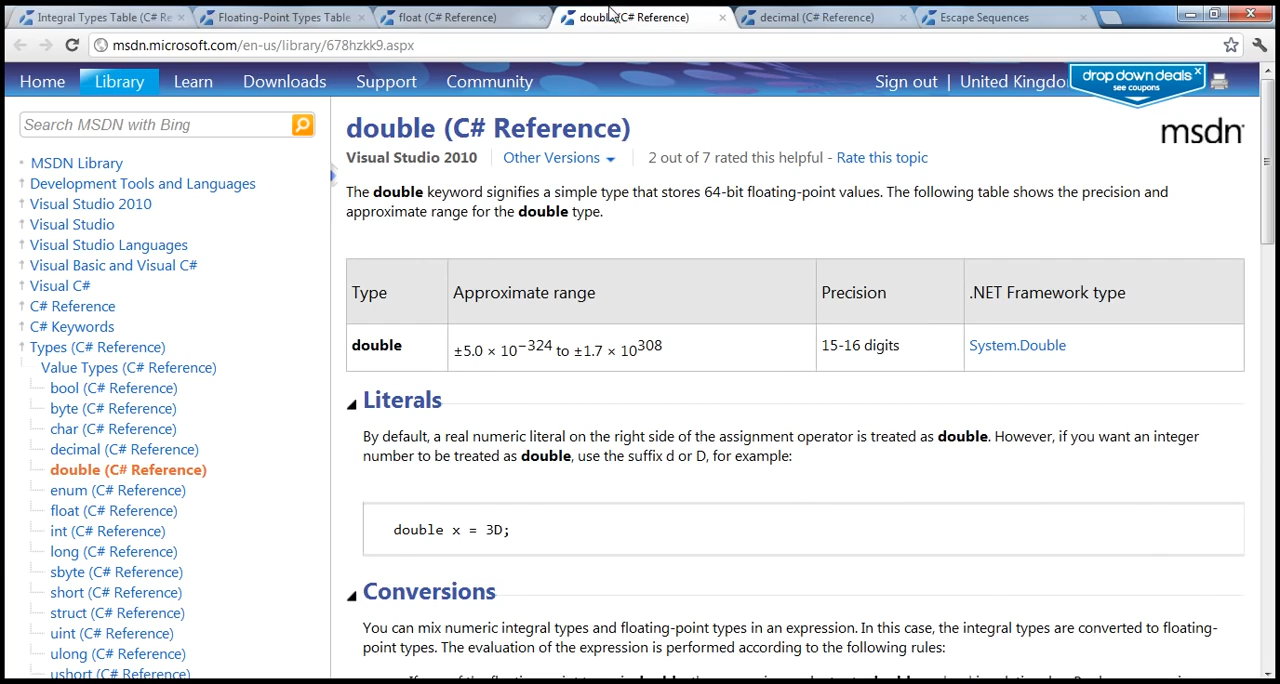 Integral Types Table (C# Re
Floating-Point Types Table
float (C# Reference)
double (C# Reference)
decimal (C# Reference)
Escape Sequences
msdn.microsoft.com/en-us/library/678hzkk9.aspx
Home Library Learn Downloads Support Community Sign out | United Kingdo
drop down deals
see coupons
Search MSDN with Bing
msdn
MSDN Library
Development Tools and Languages
Visual Studio 2010
Visual Studio
Visual Studio Languages
Visual Basic and Visual C#
Visual C#
C# Reference
C# Keywords
Types (C# Reference)
Value Types (C# Reference)
bool (C# Reference)
byte (C# Reference)
char (C# Reference)
decimal (C# Reference)
double (C# Reference)
enum (C# Reference)
float (C# Reference)
int (C# Reference)
long (C# Reference)
sbyte (C# Reference)
short (C# Reference)
struct (C# Reference)
uint (C# Reference)
ulong (C# Reference)
ushort (C# Reference)
double (C# Reference)
Visual Studio 2010 Other Versions 2 out of 7 rated this helpful - Rate this topic
The double keyword signifies a simple type that stores 64-bit floating-point values. The following table shows the precision and
approximate range for the double type.
Type Approximate range Precision .NET Framework type
double ±5.0 × 10−324 to ±1.7 × 10308 15-16 digits System.Double
Literals
By default, a real numeric literal on the right side of the assignment operator is treated as double. However, if you want an integer
number to be treated as double, use the suffix d or D, for example:
double x = 3D;
Conversions
You can mix numeric integral types and floating-point types in an expression. In this case, the integral types are converted to floating-
point types. The evaluation of the expression is performed according to the following rules: